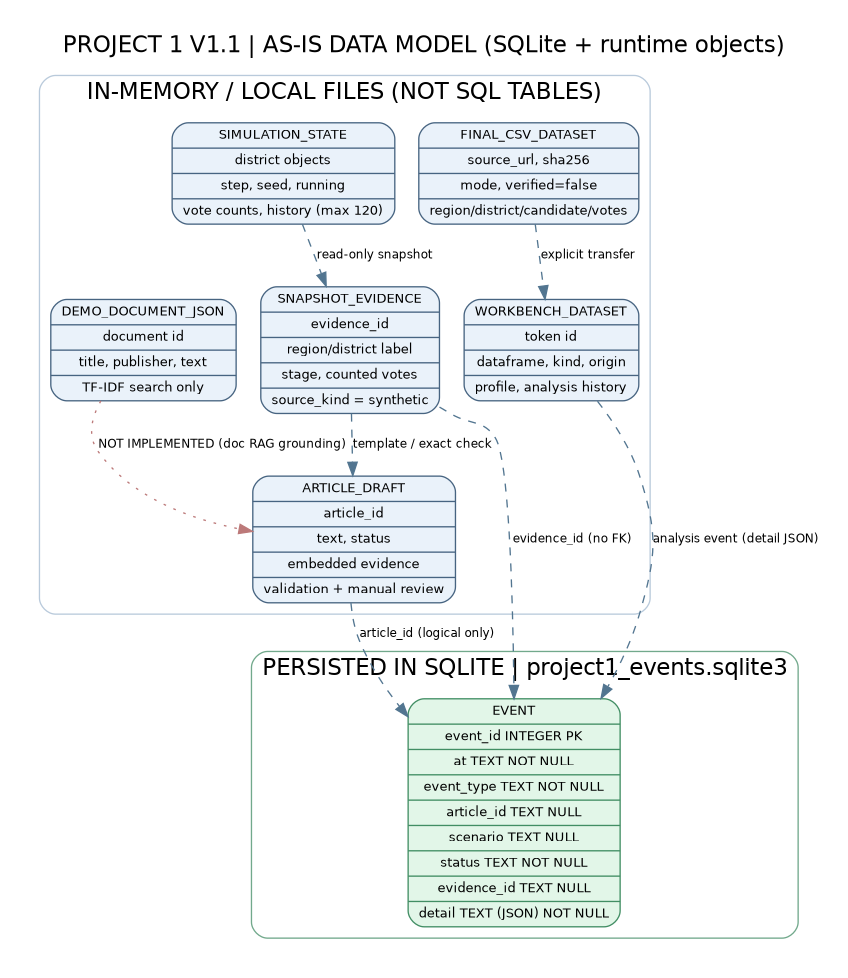 PROJECT 1 V1.1 | AS-IS DATA MODEL (SQLite + runtime objects)
IN-MEMORY / LOCAL FILES (NOT SQL TABLES)
SIMULATION_STATE
district objects
step, seed, running
vote counts, history (max 120)
FINAL_CSV_DATASET
source_url, sha256
mode, verified=false
region/district/candidate/votes
read-only snapshot
explicit transfer
DEMO_DOCUMENT_JSON
document id
title, publisher, text
TF-IDF search only
SNAPSHOT_EVIDENCE
evidence_id
region/district label
stage, counted votes
source_kind = synthetic
WORKBENCH_DATASET
token id
dataframe, kind, origin
profile, analysis history
NOT IMPLEMENTED (doc RAG grounding)
template / exact check
ARTICLE_DRAFT
article_id
text, status
embedded evidence
validation + manual review
evidence_id (no FK)
analysis event (detail JSON)
article_id (logical only)
PERSISTED IN SQLITE | project1_events.sqlite3
EVENT
event_id INTEGER PK
at TEXT NOT NULL
event_type TEXT NOT NULL
article_id TEXT NULL
scenario TEXT NULL
status TEXT NOT NULL
evidence_id TEXT NULL
detail TEXT (JSON) NOT NULL